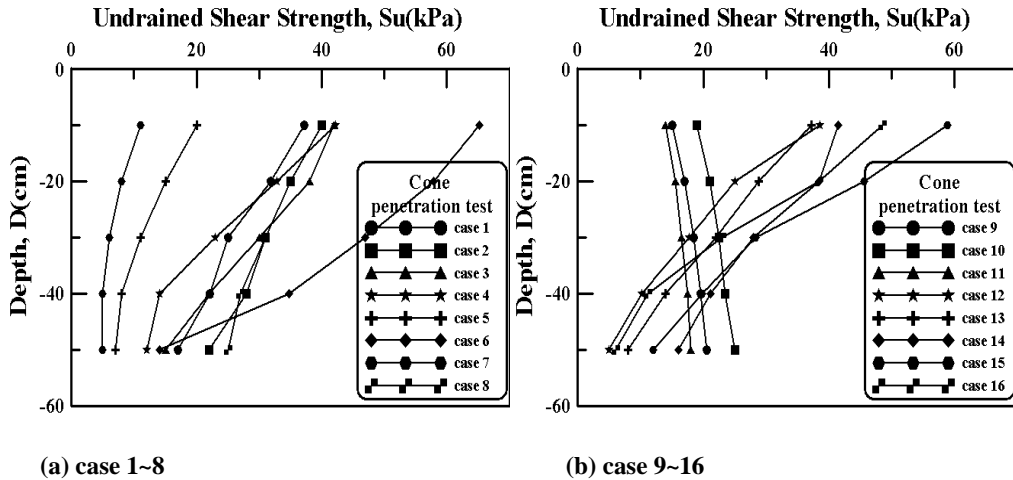 Undrained Shear Strength, Su(kPa)
0 20 40 60
0
-20
-40
-60
Depth, D(cm)
Cone
penetration test
case 1
case 2
case 3
case 4
case 5
case 6
case 7
case 8
(a) case 1~8
Undrained Shear Strength, Su(kPa)
0 20 40 60
0
-20
-40
-60
Depth, D(cm)
Cone
penetration test
case 9
case 10
case 11
case 12
case 13
case 14
case 15
case 16
(b) case 9~16